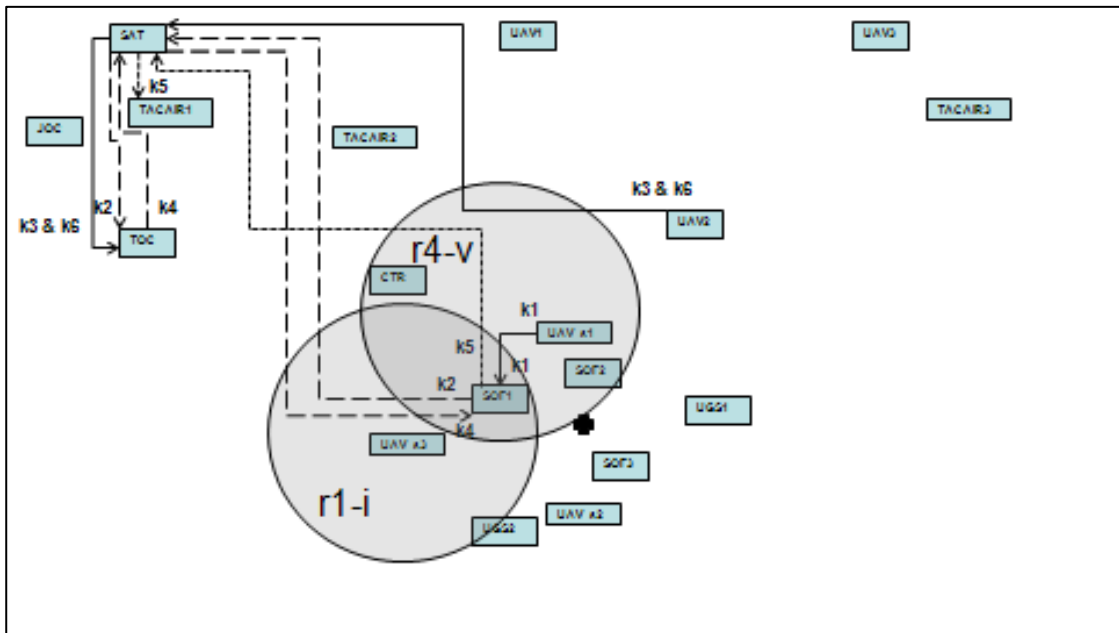 SAT
UAV1
UAV3
k5
TACAIR1
TACAIR3
JOC
TACAIR2
k3 & k6
k2
k4
k3 & k6
UAV2
TOC
r4-v
CTR
k1
UAV a1
k5
k1
SOF2
k2
SOF1
UGS1
k4
UAV a3
SOF3
r1-i
UAV a2
UGS2